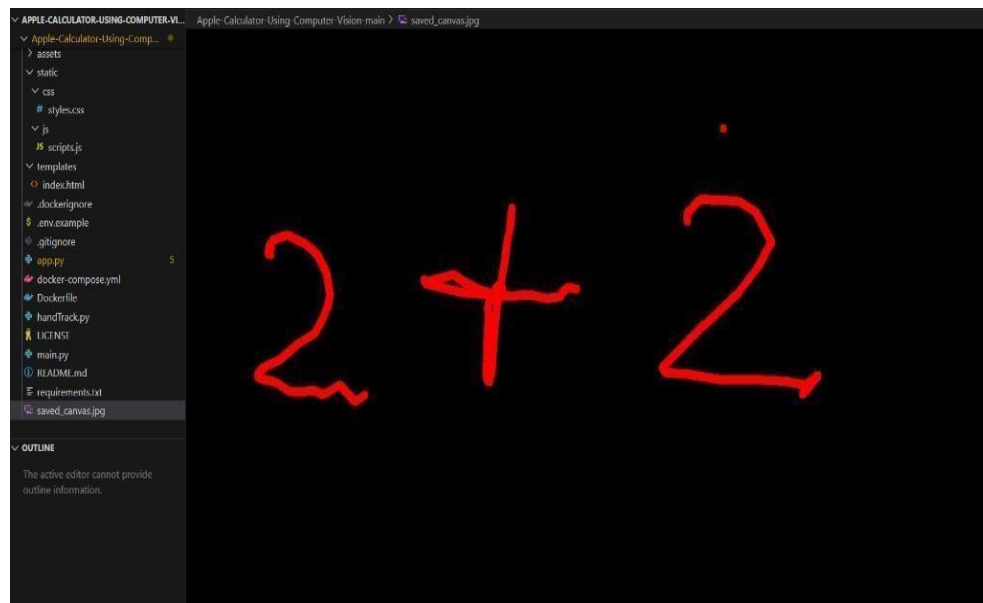 APPLE-CALCULATOR-USING-COMPUTER-VI...
Apple-Calculator-Using-Comp...
assets
static
css
# styles.css
js
JS scripts.js
templates
<> index.html
.dockerignore
$ .env.example
.gitignore
app.py 5
docker-compose.yml
Dockerfile
handTrack.py
LICENSE
main.py
README.md
requirements.txt
saved_canvas.jpg
OUTLINE
The active editor cannot provide
outline information.
Apple-Calculator-Using-Computer-Vision-main > saved_canvas.jpg
2 + 2